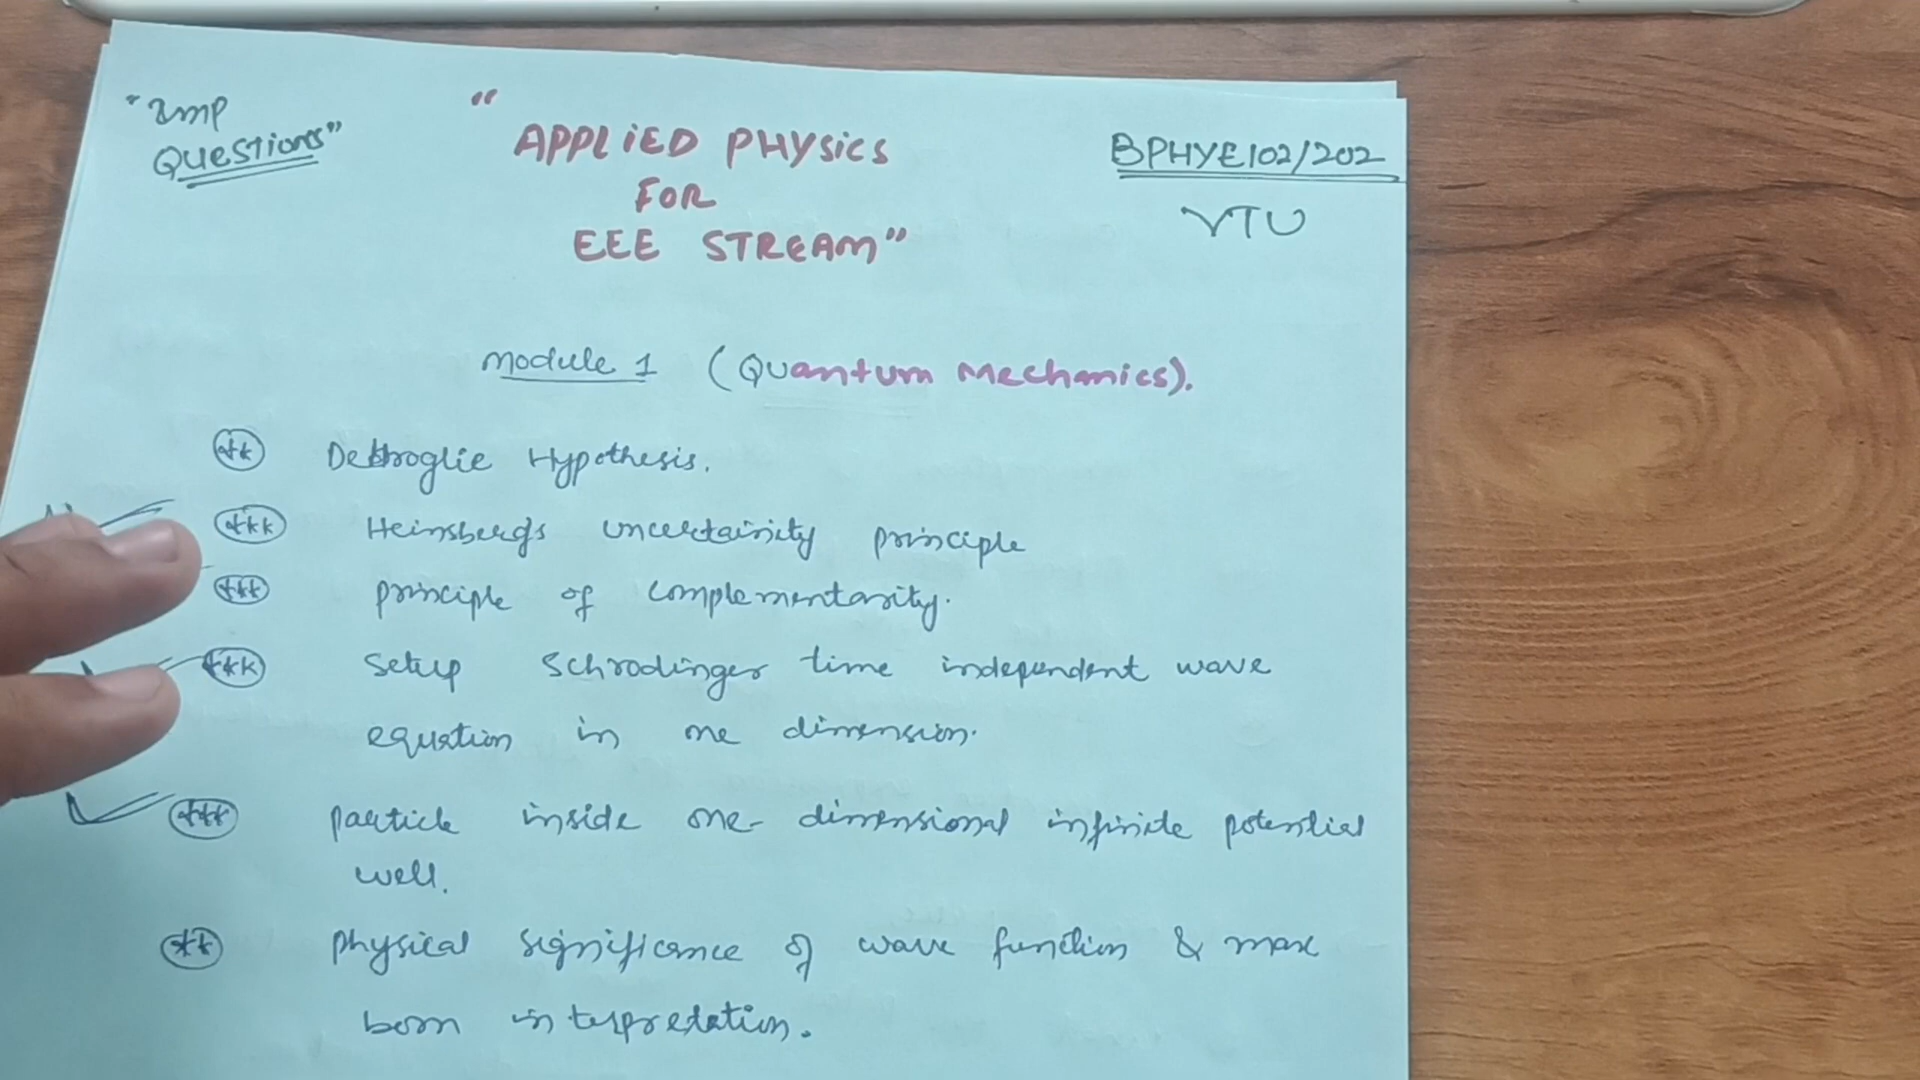 "Imp
Questions"
"APPLIED PHYSICS
FOR
EEE STREAM"
BPHYE102/202
VTU
Module 1 (Quantum Mechanics).
** Debroglie Hypothesis.
*** Heinsbergs uncertainity principle
*** principle of complementarity.
*** setup schrodinger time independent wave
equation in one dimension.
*** particle inside one-dimensional infinite potential
well.
** physical significance of wave function & max
born interpretation.